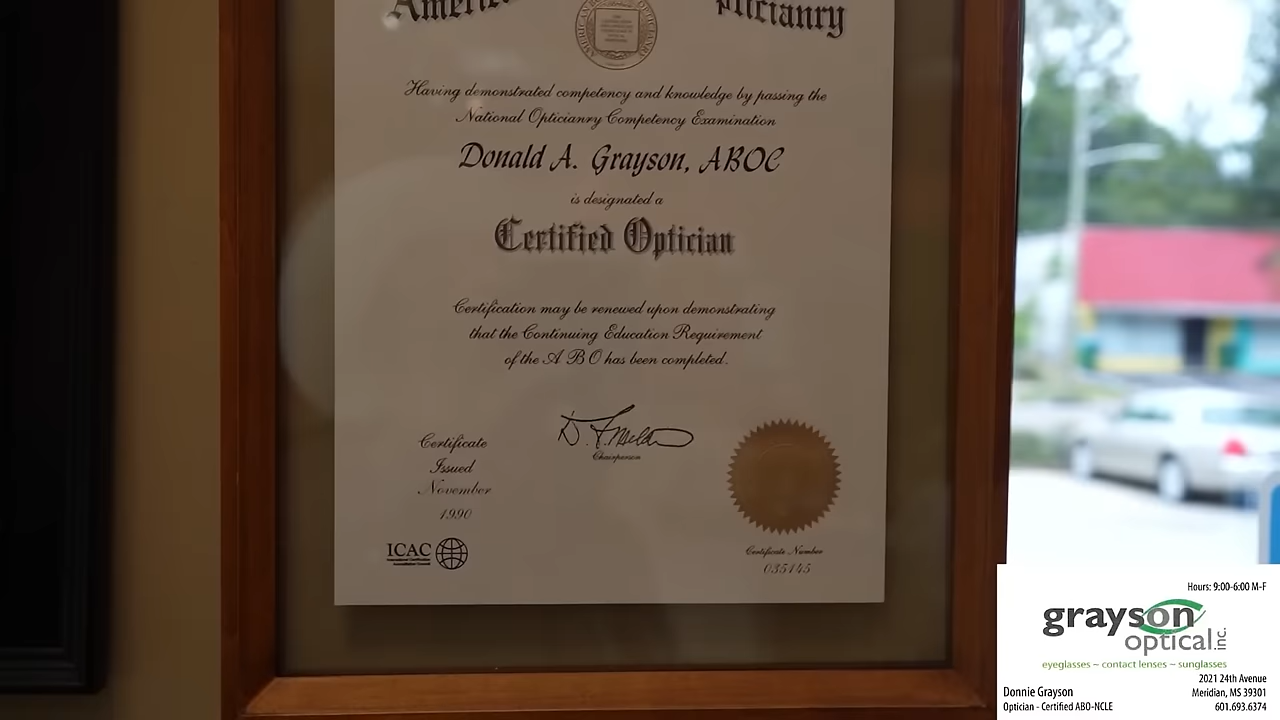 Having demonstrated competency and knowledge by passing the
National Opticianry Competency Examination
Donald A. Grayson, ABOC
is designated a
Certified Optician
Certification may be renewed upon demonstrating
that the Continuing Education Requirement
of the A B O has been completed.
Chairperson
Certificate
Issued
November
1990
ICAC
Certificate Number
035145
Hours: 9:00-6:00 M-F
grayson
optical inc.
eyeglasses ~ contact lenses ~ sunglasses
2021 24th Avenue
Donnie Grayson Meridian, MS 39301
Optician - Certified ABO-NCLE 601.693.6374